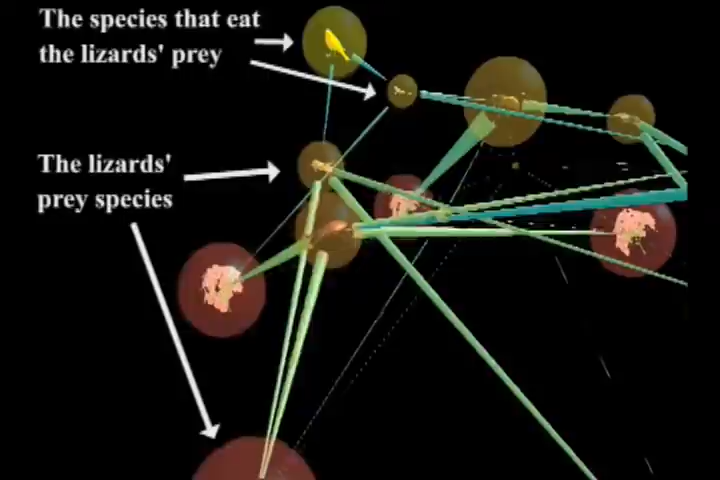 The species that eat
the lizards' prey
The lizards'
prey species